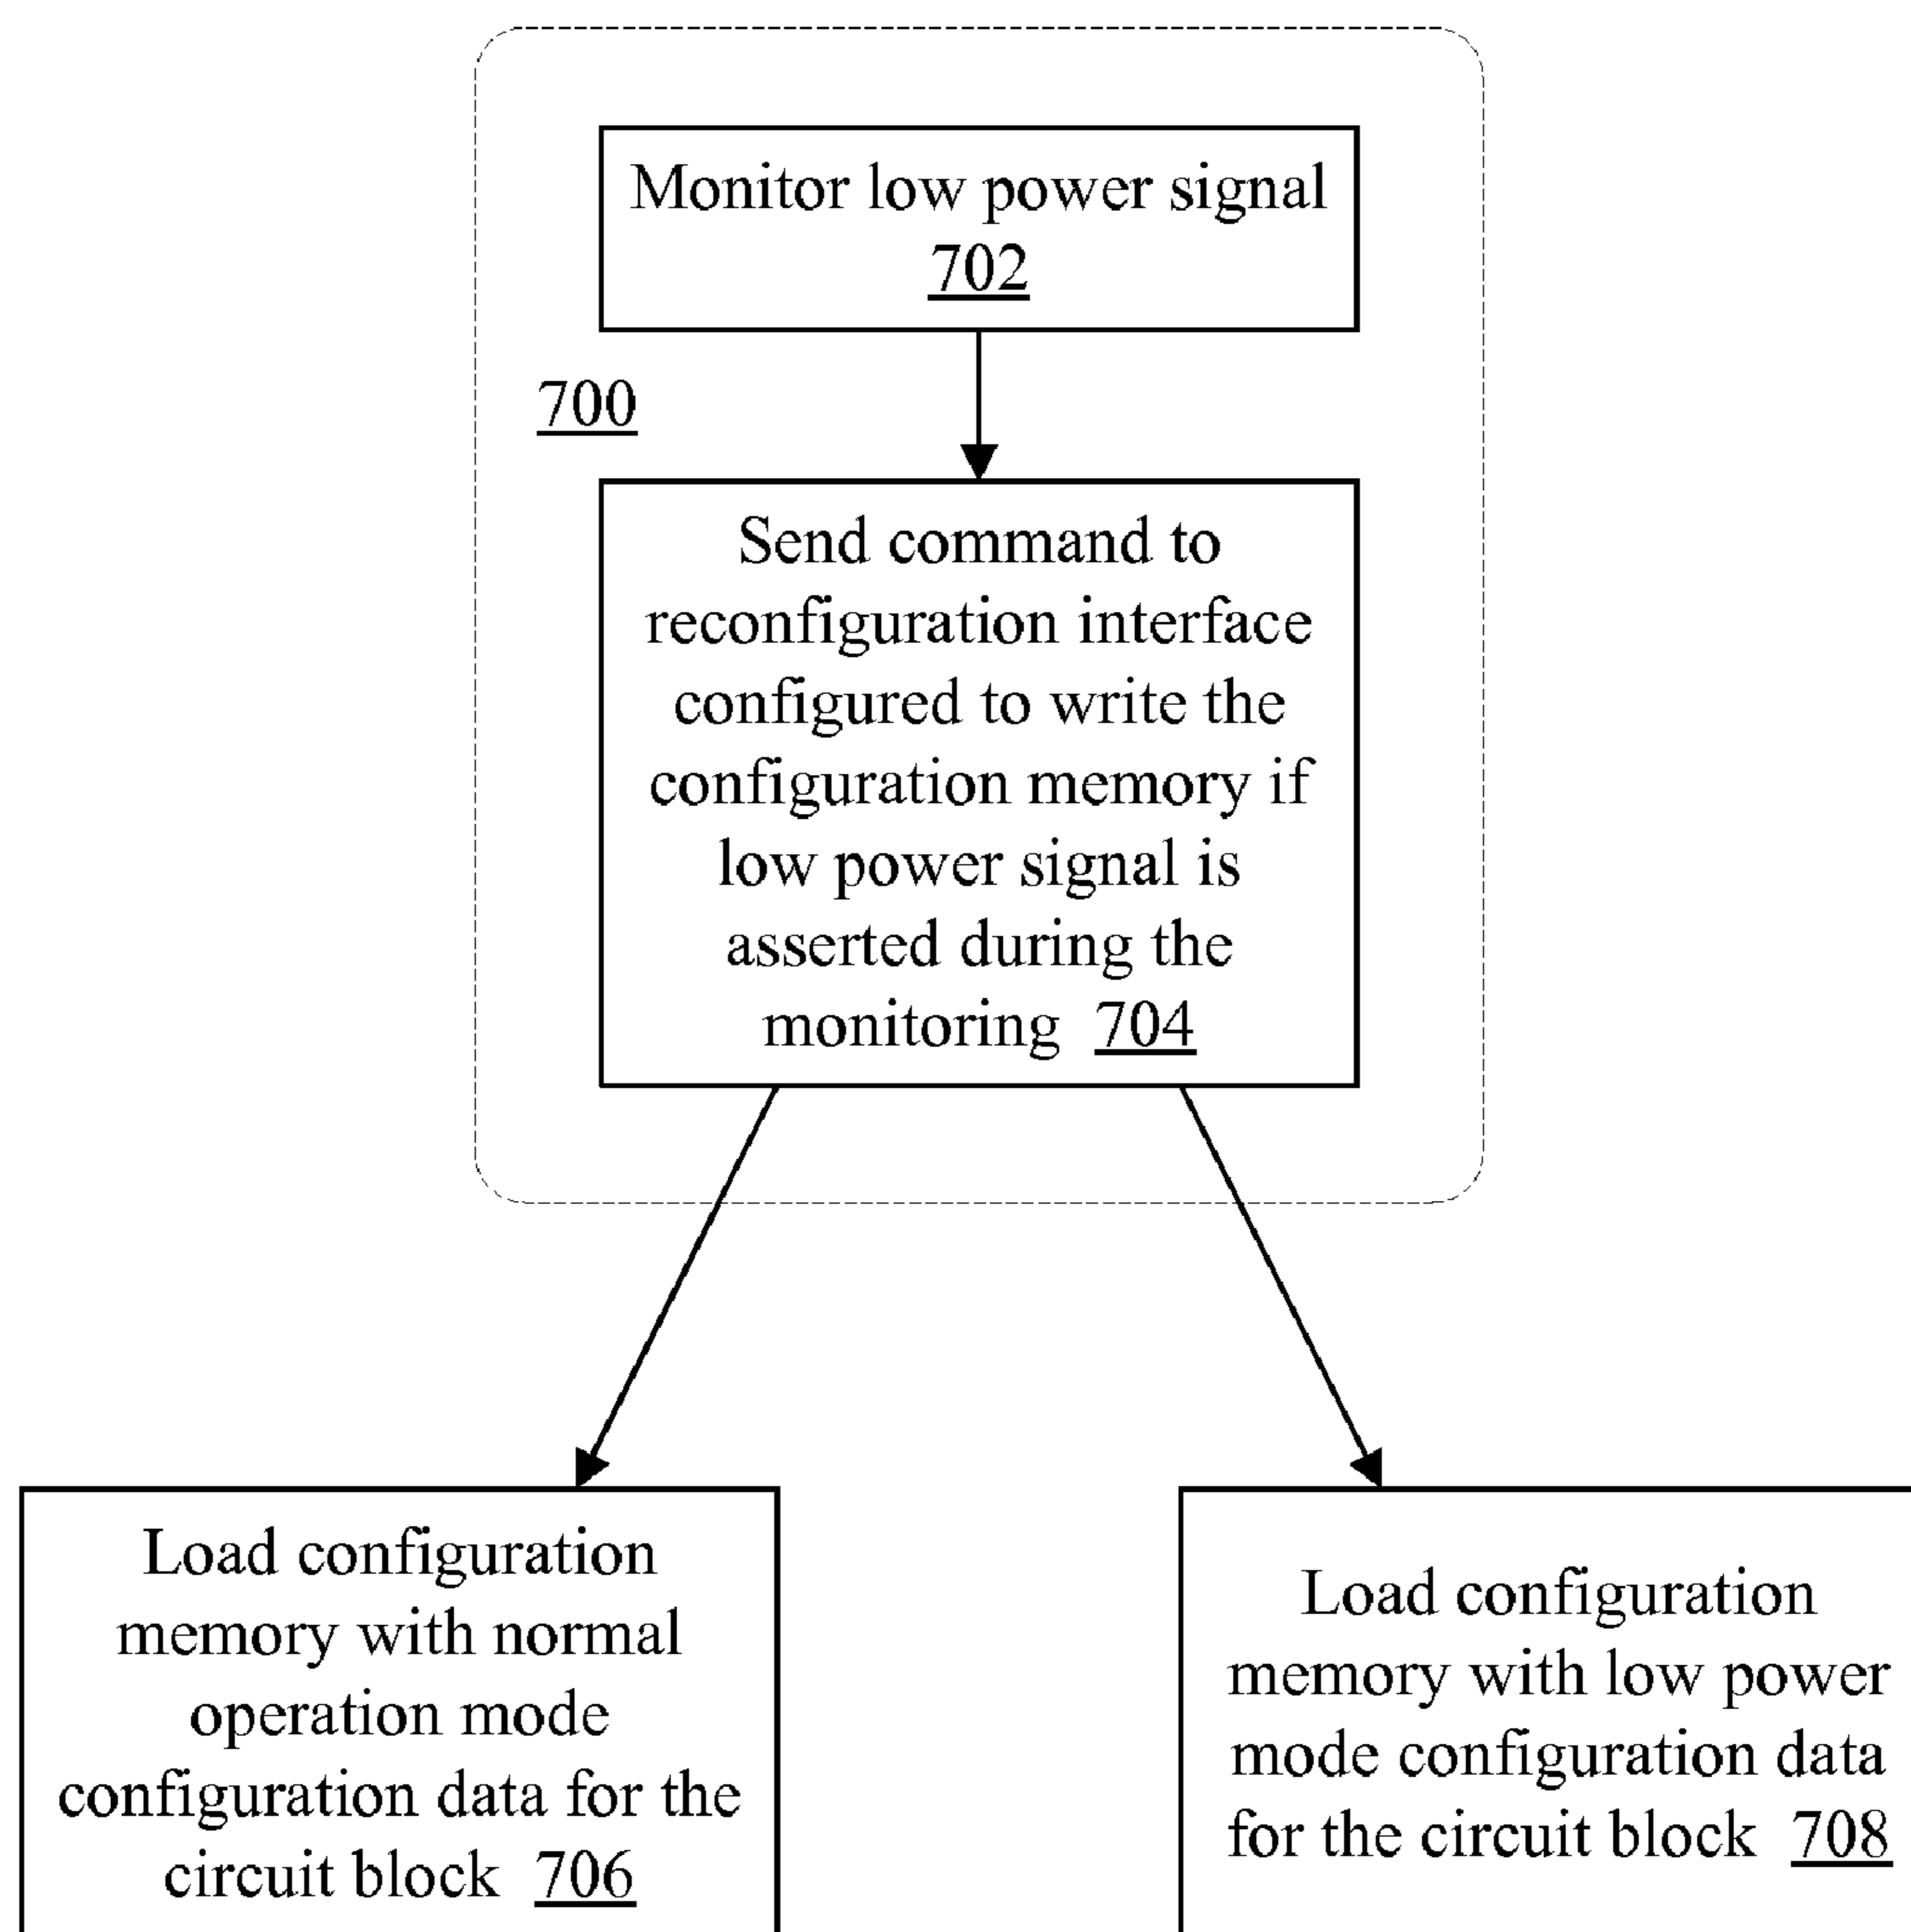 Monitor low power signal
702
700
Send command to
reconfiguration interface
configured to write the
configuration memory if
low power signal is
asserted during the
monitoring 704
Load configuration
memory with normal
operation mode
configuration data for the
circuit block 706
Load configuration
memory with low power
mode configuration data
for the circuit block 708